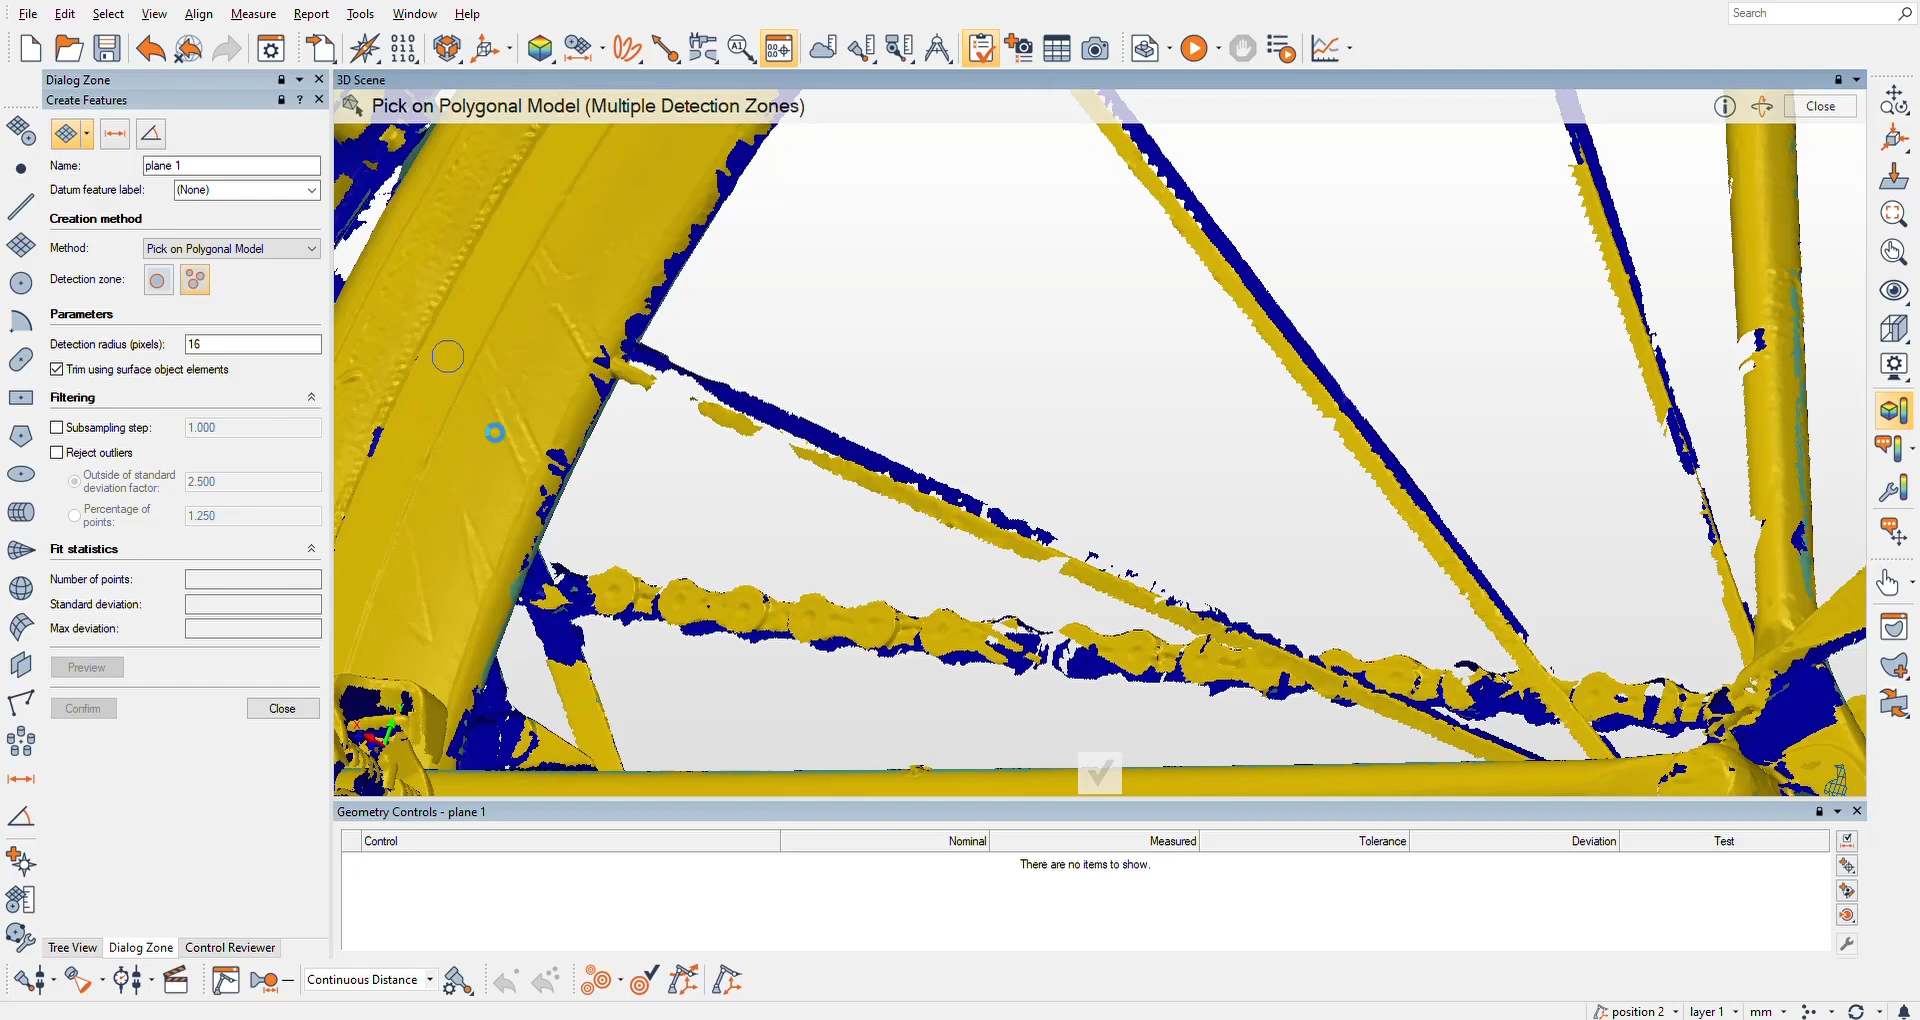 File Edit Select View Align Measure Report Tools Window Help
Search
Dialog Zone
3D Scene
Create Features
Pick on Polygonal Model (Multiple Detection Zones)
Close
Name: plane 1
Datum feature label: (None)
Creation method
Method: Pick on Polygonal Model
Detection zone:
Parameters
Detection radius (pixels): 16
Trim using surface object elements
Filtering
Subsampling step: 1.000
Reject outliers
Outside of standard
deviation factor: 2.500
Percentage of
points: 1.250
Fit statistics
Number of points:
Standard deviation:
Max deviation:
Preview
Confirm Close
Geometry Controls - plane 1
Control Nominal Measured Tolerance Deviation Test
There are no items to show.
Tree View Dialog Zone Control Reviewer
Continuous Distance
position 2 layer 1 mm